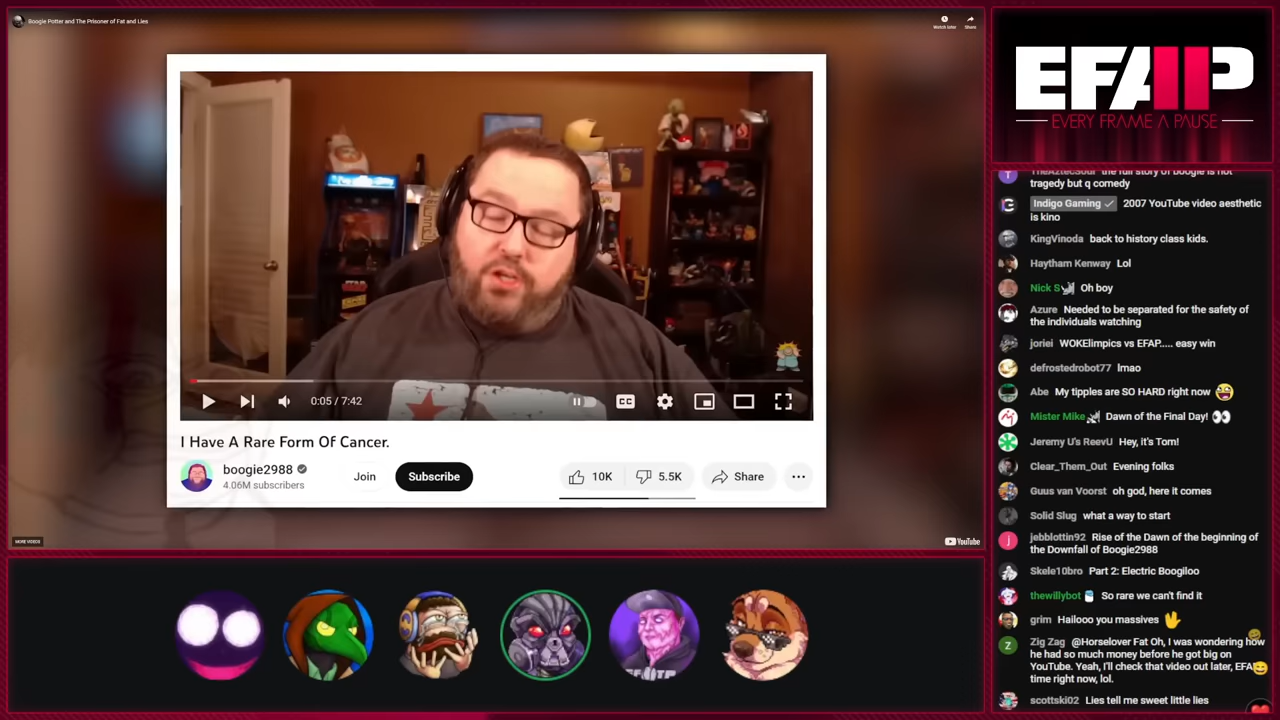 Boogie Potter and The Prisoner of Fat and Lies
Watch later
Share
0:05 / 7:42
CC
I Have A Rare Form Of Cancer.
boogie2988
4.06M subscribers
Join
Subscribe
10K
5.5K
Share
MORE VIDEOS
YouTube
EFAP
EVERY FRAME A PAUSE
TheAztecSoul the full story of boogie is not
tragedy but q comedy
Indigo Gaming 2007 YouTube video aesthetic
is kino
KingVinoda back to history class kids.
Haytham Kenway Lol
Nick S Oh boy
Azure Needed to be separated for the safety of
the individuals watching
joriei WOKElimpics vs EFAP..... easy win
defrostedrobot77 lmao
Abe My tipples are SO HARD right now
Mister Mike Dawn of the Final Day!
Jeremy U's ReevU Hey, it's Tom!
Clear_Them_Out Evening folks
Guus van Voorst oh god, here it comes
Solid Slug what a way to start
jebblottin92 Rise of the Dawn of the beginning of
the Downfall of Boogie2988
Skele10bro Part 2: Electric Boogiloo
thewillybot So rare we can't find it
grim Hailooo you massives
Zig Zag @Horselover Fat Oh, I was wondering how
he had so much money before he got big on
YouTube. Yeah, I'll check that video out later, EFAP
time right now, lol.
scottski02 Lies tell me sweet little lies